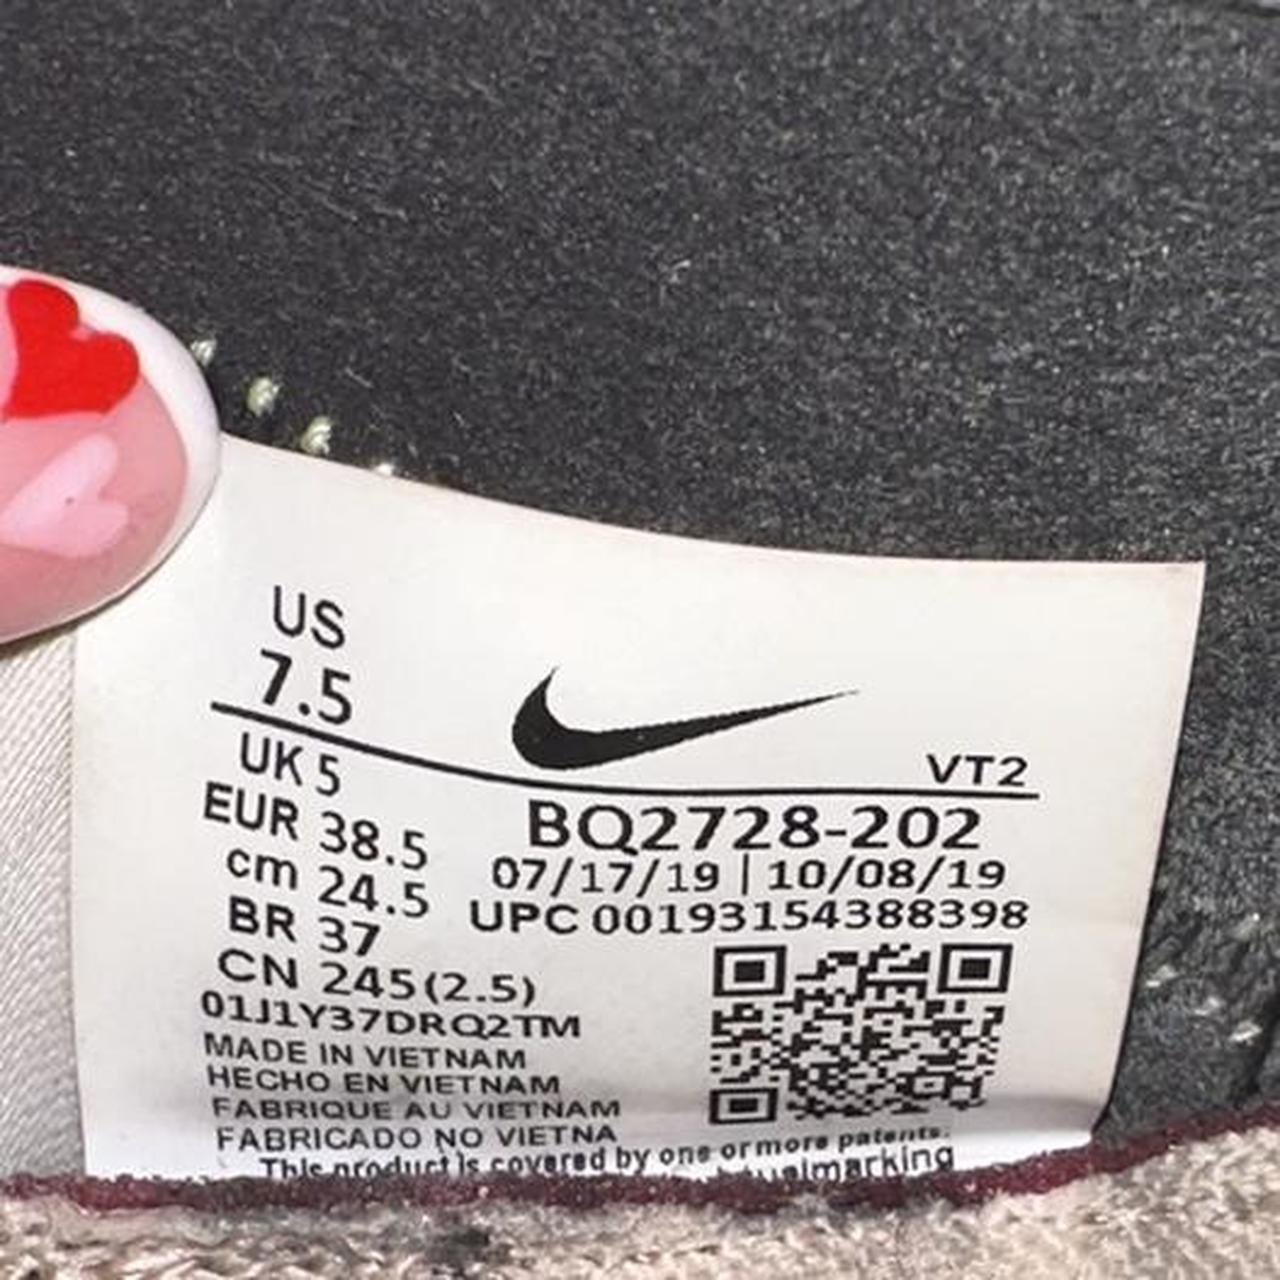 US
7.5
VT2
UK 5
EUR 38.5
cm 24.5
BR 37
CN 245(2.5)
BQ2728-202
07/17/19 | 10/08/19
UPC 00193154388398
01J1Y37DRQ2TM
MADE IN VIETNAM
HECHO EN VIETNAM
FABRIQUE AU VIETNAM
FABRICADO NO VIETNA
This product is covered by one or more patents.